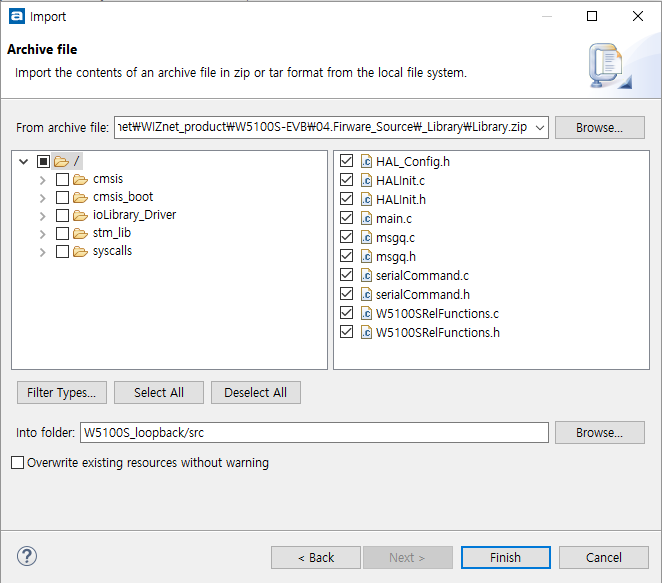 Import
Archive file
Import the contents of an archive file in zip or tar format from the local file system.
From archive file: net₩WIZnet_product₩W5100S-EVB₩04.Firware_Source₩_Library₩Library.zip Browse...
/
cmsis
cmsis_boot
ioLibrary_Driver
stm_lib
syscalls
HAL_Config.h
HALInit.c
HALInit.h
main.c
msgq.c
msgq.h
serialCommand.c
serialCommand.h
W5100SRelFunctions.c
W5100SRelFunctions.h
Filter Types... Select All Deselect All
Into folder: W5100S_loopback/src Browse...
Overwrite existing resources without warning
? < Back Next > Finish Cancel